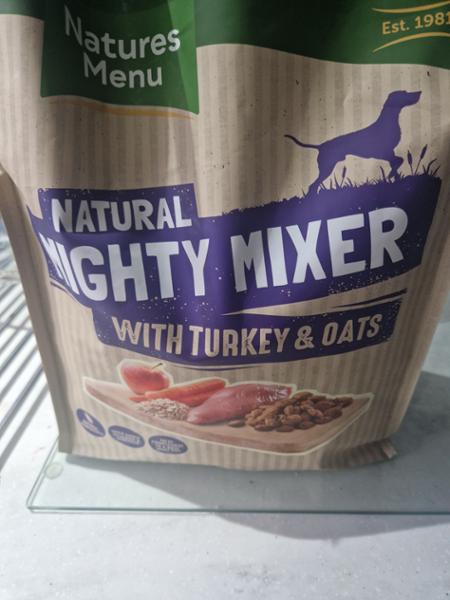 Natures
Menu
Est. 1981
NATURAL
MIGHTY MIXER
WITH TURKEY & OATS